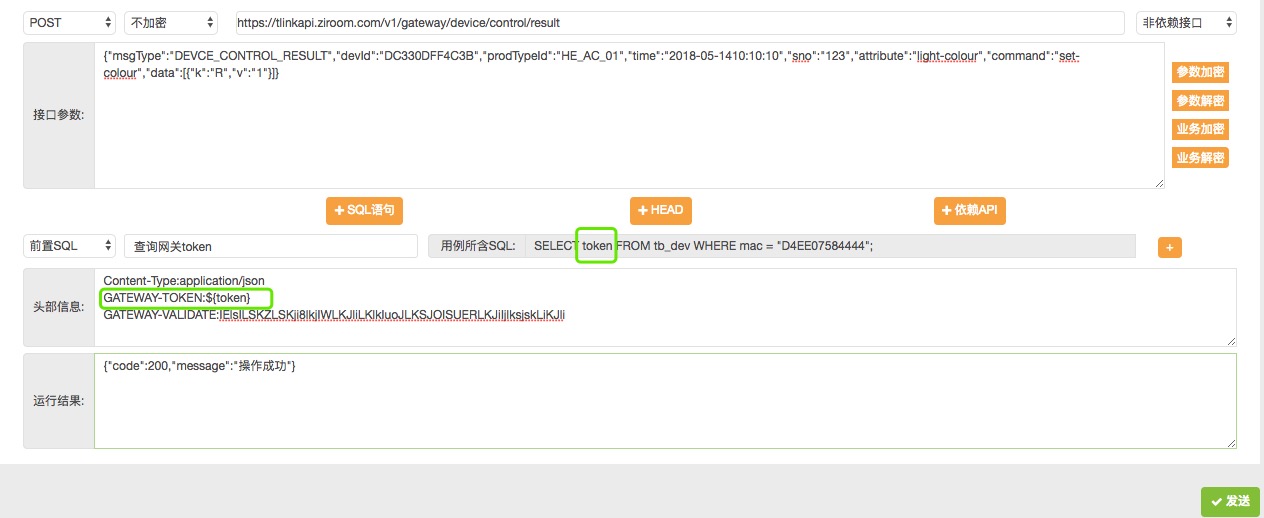 POST 不加密 https://tlinkapi.ziroom.com/v1/gateway/device/control/result 非依赖接口
接口参数:
{"msgType":"DEVCE_CONTROL_RESULT","devId":"DC330DFF4C3B","prodTypeId":"HE_AC_01","time":"2018-05-1410:10:10","sno":"123","attribute":"light-colour","command":"set-
colour","data":[{"k":"R","v":"1"}]}
参数加密
参数解密
业务加密
业务解密
SQL语句 HEAD 依赖API
前置SQL 查询网关token 用例所含SQL: SELECT token FROM tb_dev WHERE mac = "D4EE07584444"; +
头部信息:
Content-Type:application/json
GATEWAY-TOKEN:${token}
GATEWAY-VALIDATE:
运行结果:
{"code":200,"message":"操作成功"}
发送